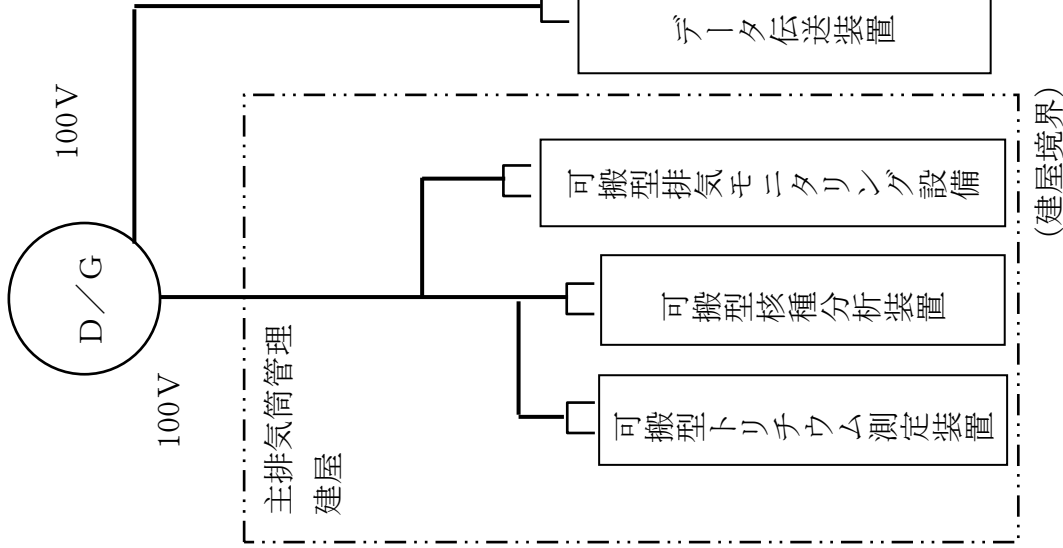 D／G
100V
100V
主排気筒管理
建屋
可搬型トリチウム測定装置
可搬型核種分析装置
可搬型排気モニタリング設備
データ伝送装置
(建屋境界)